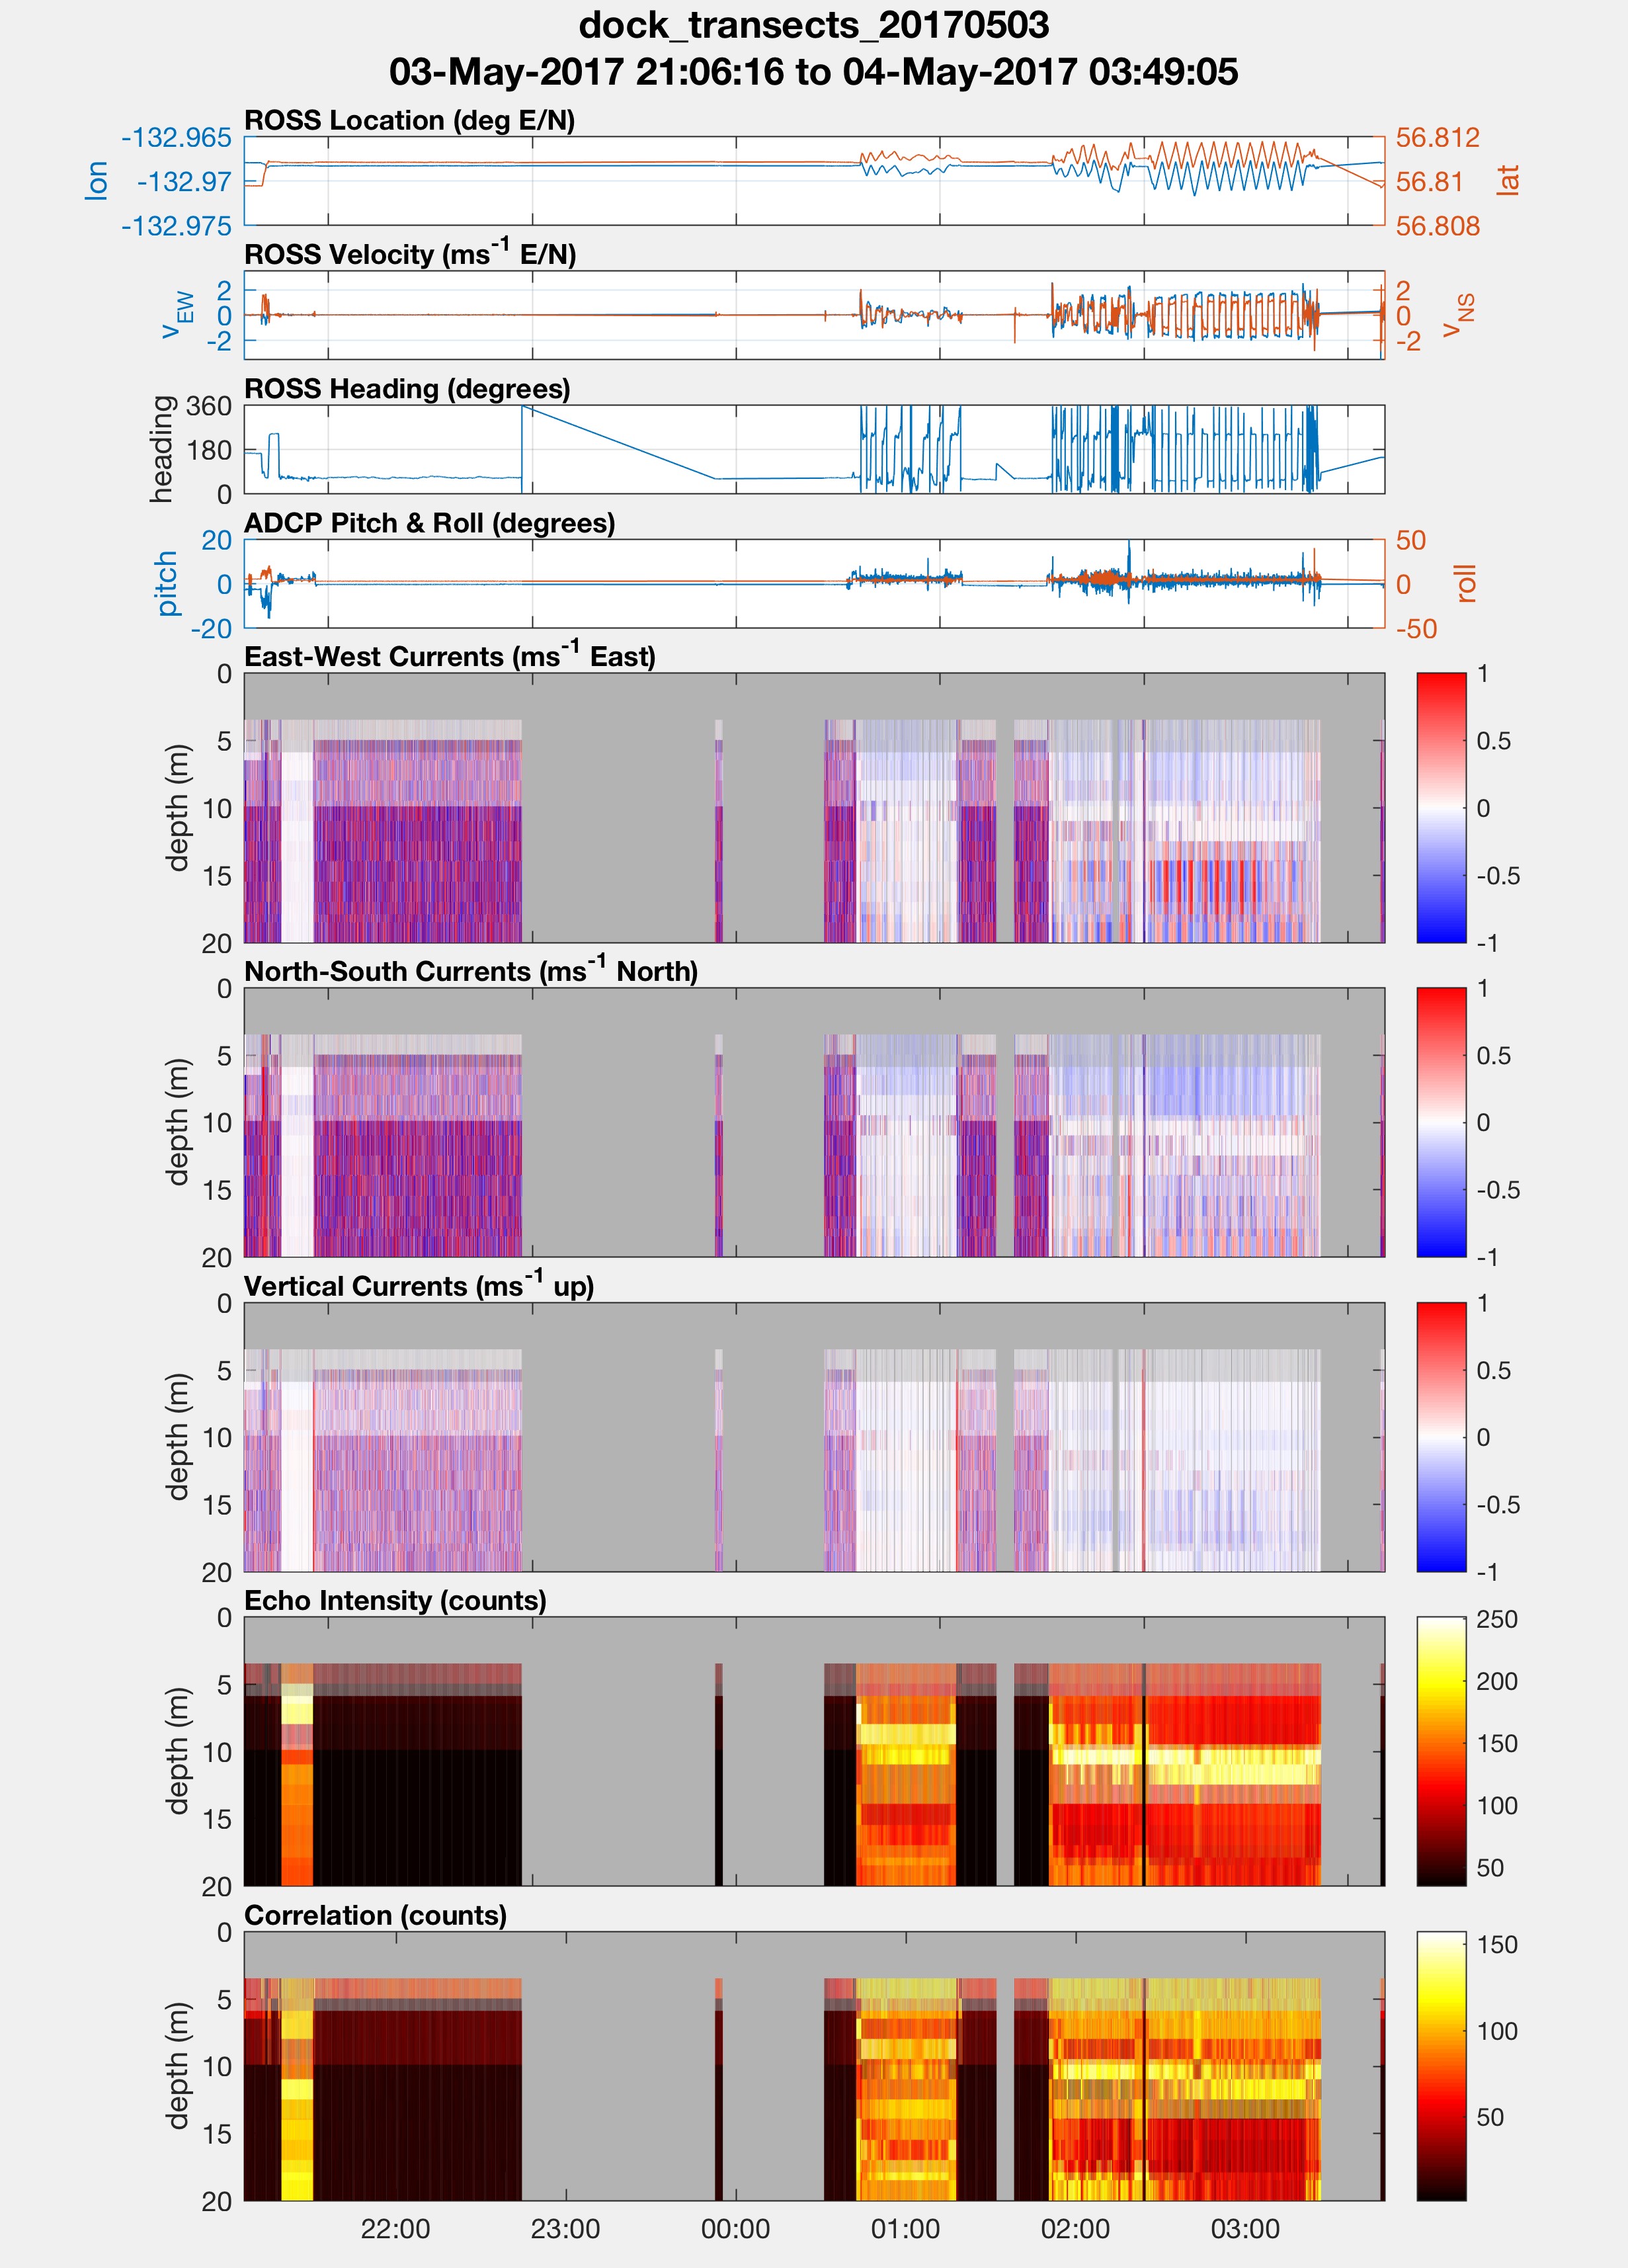 dock_transects_20170503
03-May-2017 21:06:16 to 04-May-2017 03:49:05
ROSS Location (deg E/N)
-132.965
-132.97
-132.975
lon
56.812
56.81
56.808
lat
ROSS Velocity (ms-1 E/N)
2
0
-2
vEW
2
0
-2
vNS
ROSS Heading (degrees)
360
180
0
heading
ADCP Pitch & Roll (degrees)
20
0
-20
pitch
50
0
-50
roll
East-West Currents (ms-1 East)
0
5
10
15
20
depth (m)
1
0.5
0
-0.5
-1
North-South Currents (ms-1 North)
0
5
10
15
20
depth (m)
1
0.5
0
-0.5
-1
Vertical Currents (ms-1 up)
0
5
10
15
20
depth (m)
1
0.5
0
-0.5
-1
Echo Intensity (counts)
0
5
10
15
20
depth (m)
250
200
150
100
50
Correlation (counts)
0
5
10
15
20
depth (m)
150
100
50
22:00 23:00 00:00 01:00 02:00 03:00